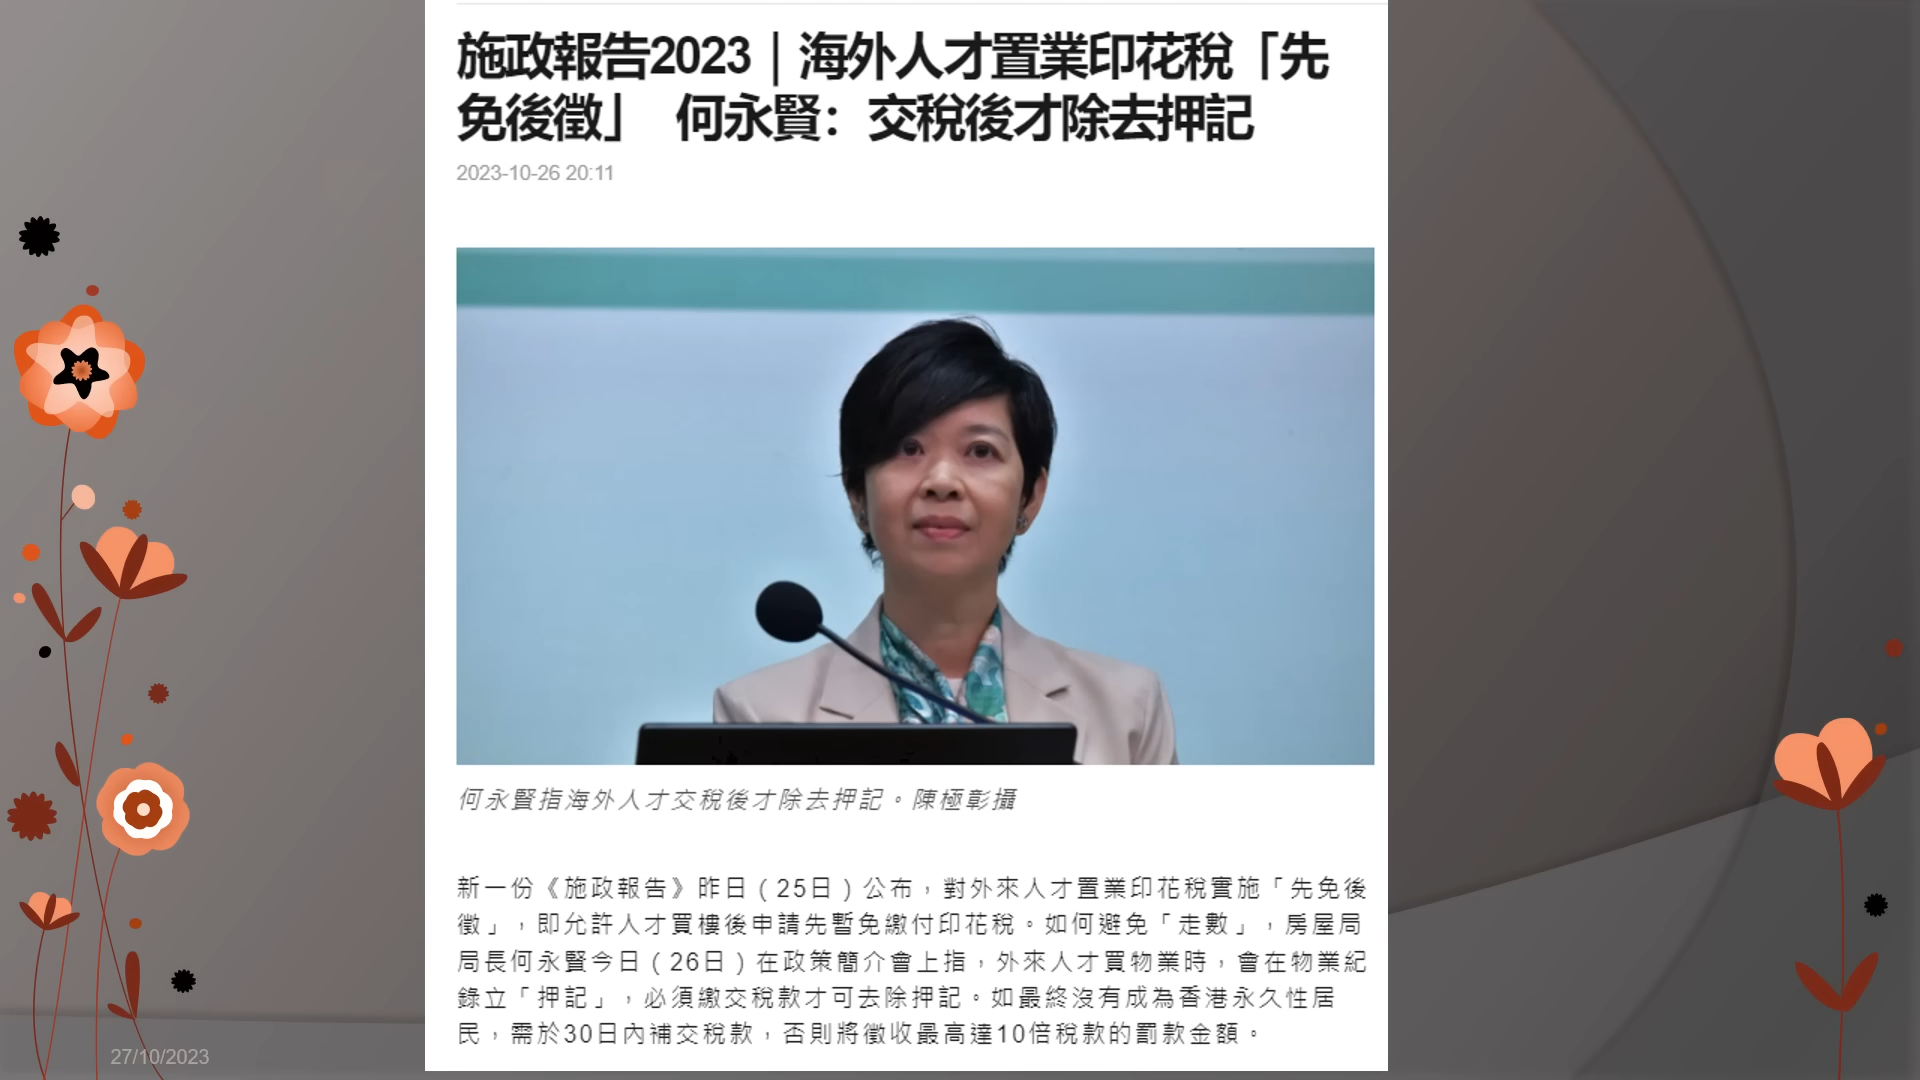 施政報告2023｜海外人才置業印花稅「先
免後徵」 何永賢：交稅後才除去押記
2023-10-26 20:11
何永賢指海外人才交稅後才除去押記。陳極彰攝
新一份《施政報告》昨日（25日）公布，對外來人才置業印花稅實施「先免後
徵」，即允許人才買樓後申請先暫免繳付印花稅。如何避免「走數」，房屋局
局長何永賢今日（26日）在政策簡介會上指，外來人才買物業時，會在物業紀
錄立「押記」，必須繳交稅款才可去除押記。如最終沒有成為香港永久性居
民，需於30日內補交稅款，否則將徵收最高達10倍稅款的罰款金額。
27/10/2023